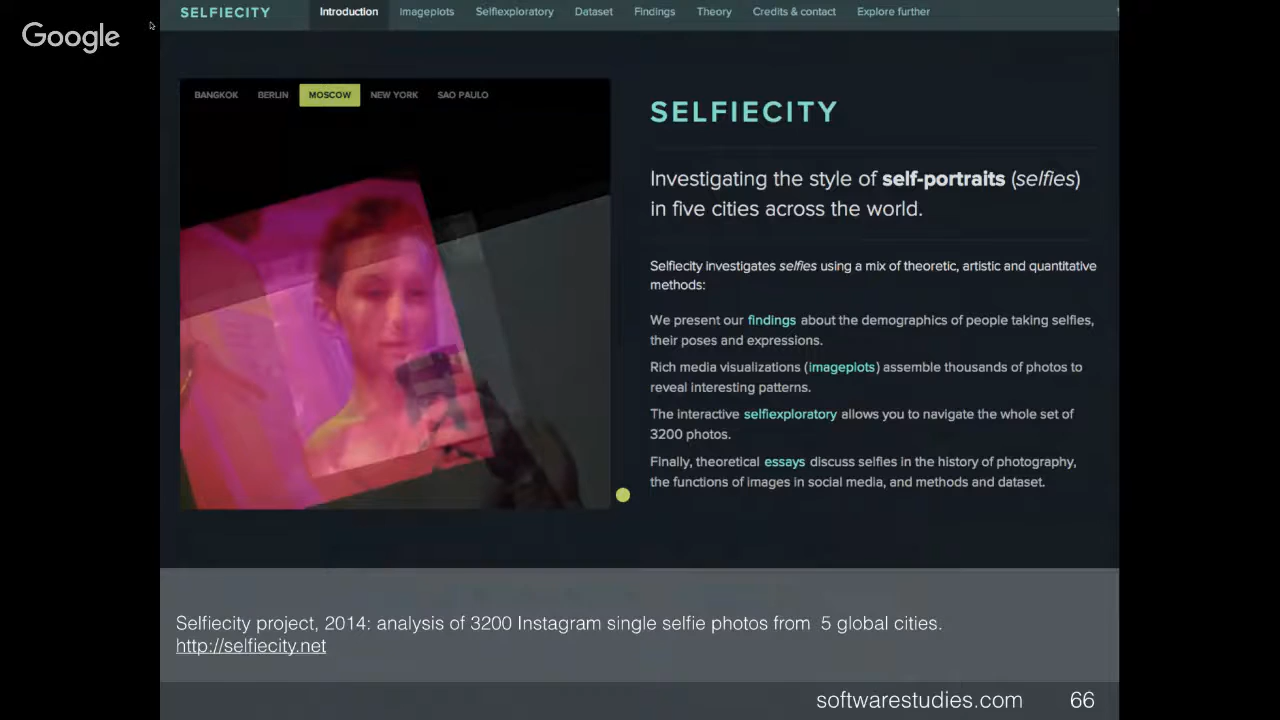 Google
SELFIECITY Introduction Imageplots Selfiexploratory Dataset Findings Theory Credits & contact Explore further
BANGKOK BERLIN MOSCOW NEW YORK SAO PAULO
SELFIECITY
Investigating the style of self-portraits (selfies)
in five cities across the world.
Selfiecity investigates selfies using a mix of theoretic, artistic and quantitative
methods:
We present our findings about the demographics of people taking selfies,
their poses and expressions.
Rich media visualizations (imageplots) assemble thousands of photos to
reveal interesting patterns.
The interactive selfiexploratory allows you to navigate the whole set of
3200 photos.
Finally, theoretical essays discuss selfies in the history of photography,
the functions of images in social media, and methods and dataset.
Selfiecity project, 2014: analysis of 3200 Instagram single selfie photos from 5 global cities.
http://selfiecity.net
softwarestudies.com 66